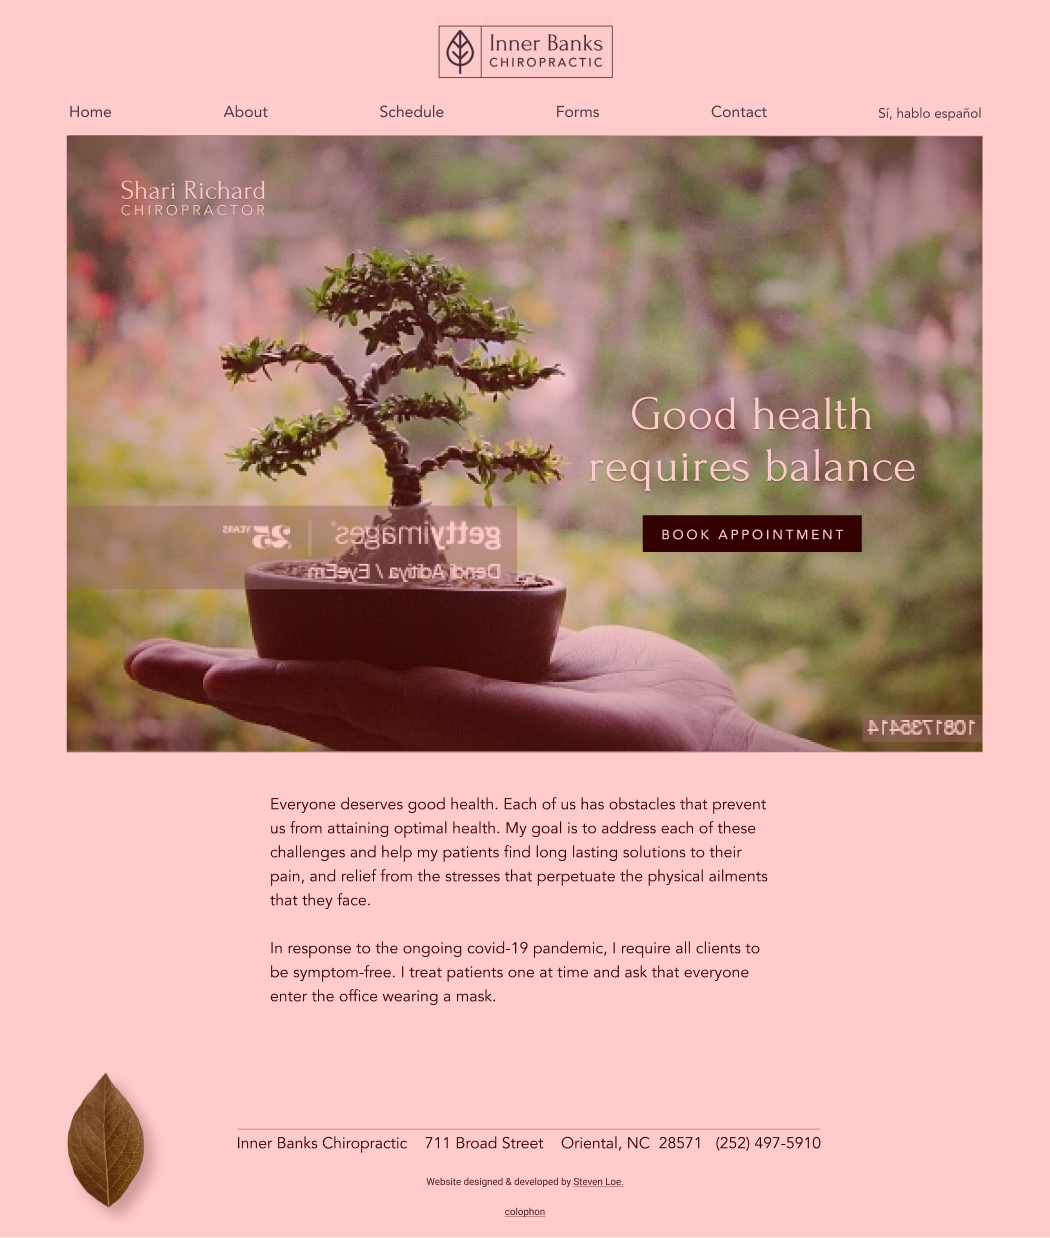 Inner Banks
CHIROPRACTIC
Home About Schedule Forms Contact Sí, hablo español
Shari Richard
CHIROPRACTOR
Good health
requires balance
BOOK APPOINTMENT
gettyimages® | 25 YEARS
Dendi Aditiya / EyeEm
1081735414
Everyone deserves good health. Each of us has obstacles that prevent
us from attaining optimal health. My goal is to address each of these
challenges and help my patients find long lasting solutions to their
pain, and relief from the stresses that perpetuate the physical ailments
that they face.
In response to the ongoing covid-19 pandemic, I require all clients to
be symptom-free. I treat patients one at time and ask that everyone
enter the office wearing a mask.
Inner Banks Chiropractic 711 Broad Street Oriental, NC 28571 (252) 497-5910
Website designed & developed by Steven Loe.
colophon